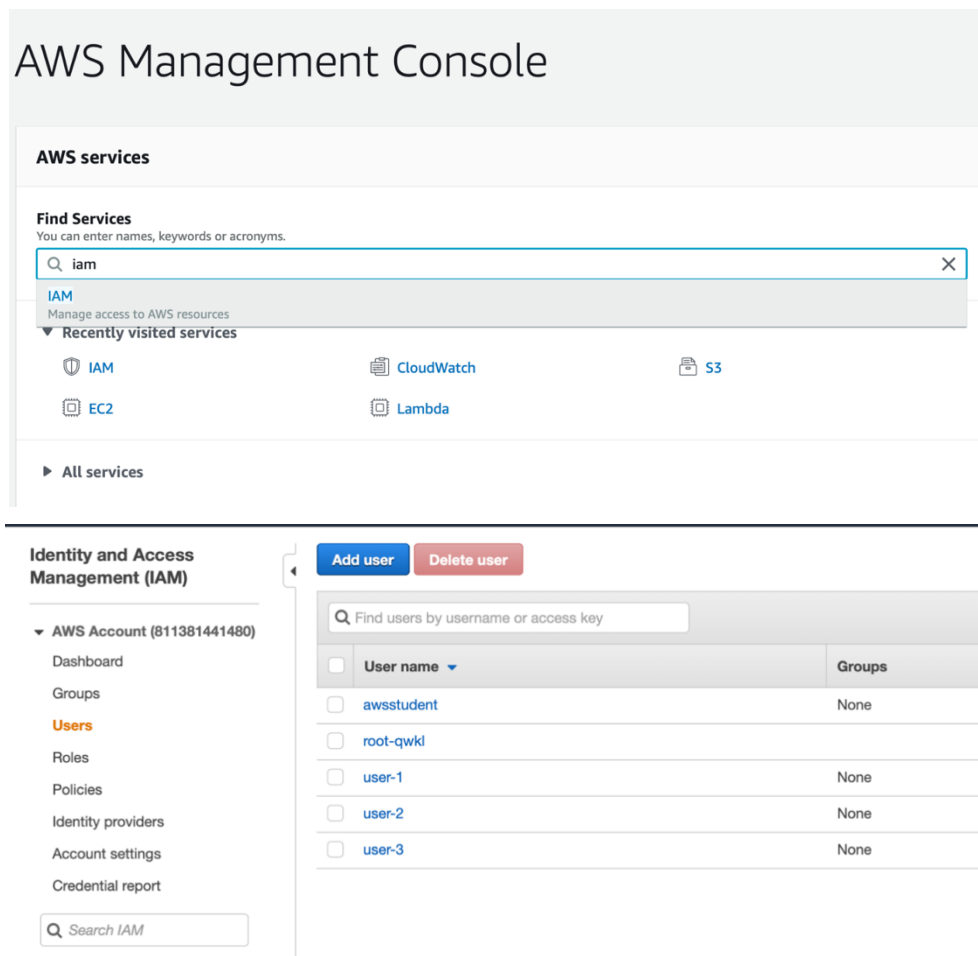 AWS Management Console
AWS services
Find Services
You can enter names, keywords or acronyms.
iam
IAM
Manage access to AWS resources
Recently visited services
IAM
CloudWatch
S3
EC2
Lambda
All services
Identity and Access
Management (IAM)
AWS Account (811381441480)
Dashboard
Groups
Users
Roles
Policies
Identity providers
Account settings
Credential report
Search IAM
Add user
Delete user
Find users by username or access key
User name
Groups
awsstudent
None
root-qwkl
user-1
None
user-2
None
user-3
None